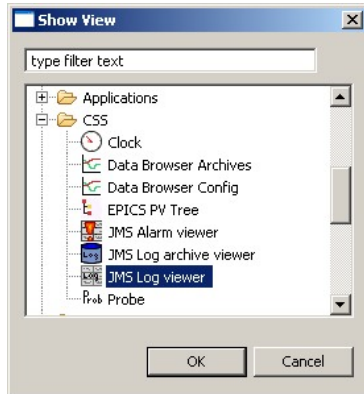 Show View
type filter text
Applications
CSS
Clock
Data Browser Archives
Data Browser Config
EPICS PV Tree
JMS Alarm viewer
JMS Log archive viewer
JMS Log viewer
Prob Probe
OK Cancel